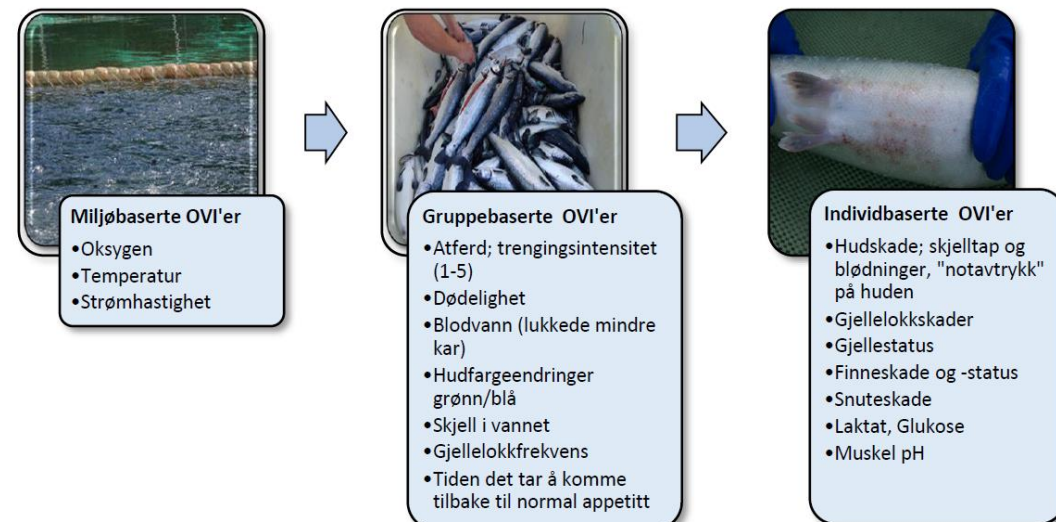 Miljøbaserte OVI'er
•Oksygen
•Temperatur
•Strømhastighet
Gruppebaserte OVI'er
•Atferd; trengingsintensitet
(1-5)
•Dødelighet
•Blodvann (lukkede mindre
kar)
•Hudfargeendringer
grønn/blå
•Skjell i vannet
•Gjellelokkfrekvens
•Tiden det tar å komme
tilbake til normal appetitt
Individbaserte OVI'er
•Hudskade; skjelltap og
blødninger, "notavtrykk"
på huden
•Gjellelokkskader
•Gjellestatus
•Finneskade og -status
•Snuteskade
•Laktat, Glukose
•Muskel pH